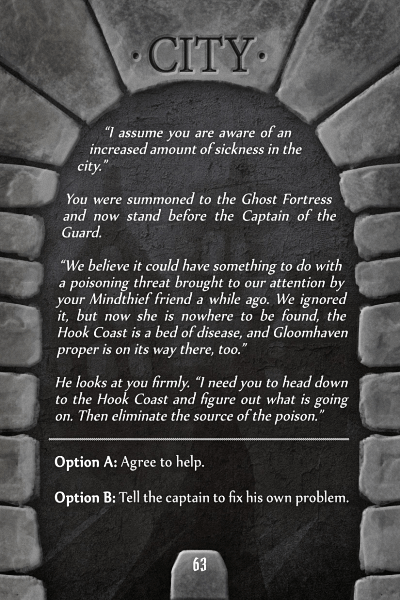 · CITY ·
“I assume you are aware of an
increased amount of sickness in the
city.”
You were summoned to the Ghost Fortress
and now stand before the Captain of the
Guard.
“We believe it could have something to do with
a poisoning threat brought to our attention by
your Mindthief friend a while ago. We ignored
it, but now she is nowhere to be found, the
Hook Coast is a bed of disease, and Gloomhaven
proper is on its way there, too.”
He looks at you firmly. “I need you to head down
to the Hook Coast and figure out what is going
on. Then eliminate the source of the poison.”
Option A: Agree to help.
Option B: Tell the captain to fix his own problem.
63